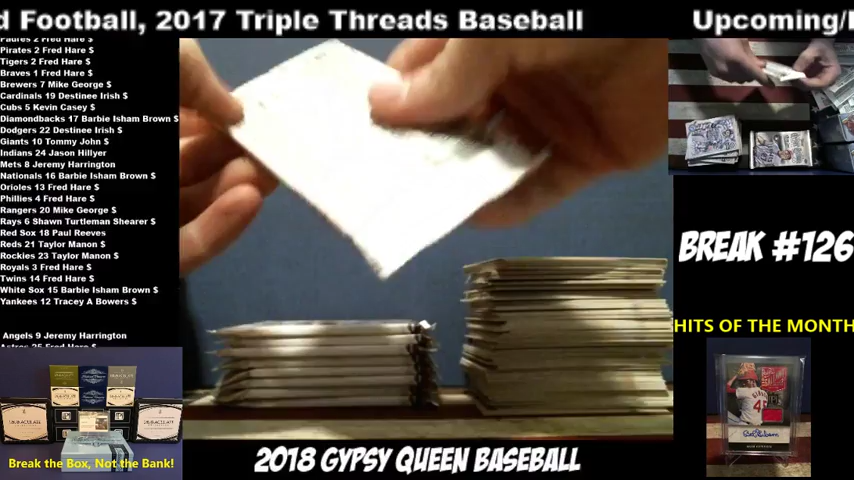 d Football, 2017 Triple Threads Baseball
Upcoming/
Padres 2 Fred Hare $
Pirates 2 Fred Hare $
Tigers 2 Fred Hare $
Braves 1 Fred Hare $
Brewers 7 Mike George $
Cardinals 19 Destinee Irish $
Cubs 5 Kevin Casey $
Diamondbacks 17 Barbie Isham Brown $
Dodgers 22 Destinee Irish $
Giants 10 Tommy John $
Indians 24 Jason Hillyer
Mets 8 Jeremy Harrington
Nationals 16 Barbie Isham Brown $
Orioles 13 Fred Hare $
Phillies 4 Fred Hare $
Rangers 20 Mike George $
Rays 6 Shawn Turtleman Shearer $
Red Sox 18 Paul Reeves
Reds 21 Taylor Manon $
Rockies 23 Taylor Manon $
Royals 3 Fred Hare $
Twins 14 Fred Hare $
White Sox 15 Barbie Isham Brown $
Yankees 12 Tracey A Bowers $
Angels 9 Jeremy Harrington
Astros 25 Fred Hare $
BREAK #126
HITS OF THE MONTH
Break the Box, Not the Bank!
2018 GYPSY QUEEN BASEBALL